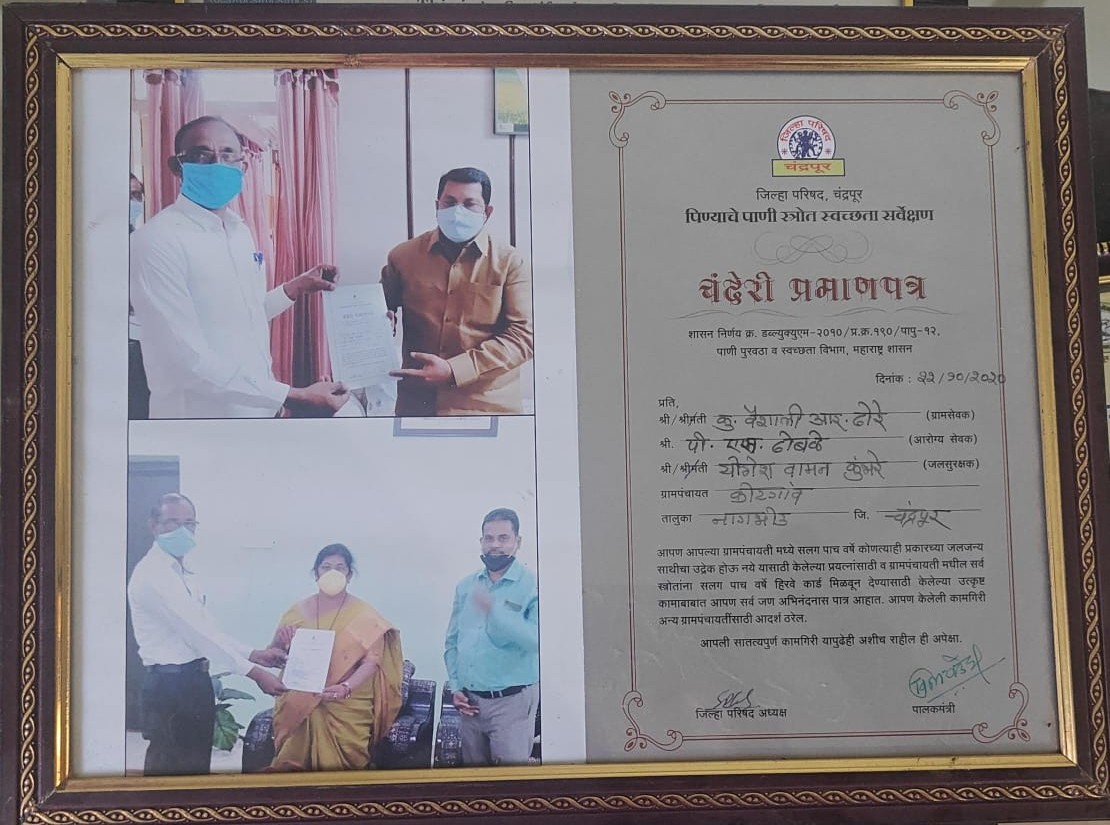 जिल्हा परिषद
चंद्रपूर
जिल्हा परिषद, चंद्रपूर
पिण्याचे पाणी स्त्रोत स्वच्छता सर्वेक्षण
चंदेरी प्रमाणपत्र
शासन निर्णय क्र. डब्ल्युक्युएम-२०१०/प्र.क्र.१९०/पापु-१२,
पाणी पुरवठा व स्वच्छता विभाग, महाराष्ट्र शासन
दिनांक : २२/१०/२०२०
प्रति,
श्री/श्रीमती कु. वैशाली आर. ढोरे (ग्रामसेवक)
श्री. पी. एस. ढोबळे (आरोग्य सेवक)
श्री/श्रीमती योगेश वामन कुंभरे (जलसुरक्षक)
ग्रामपंचायत कोरगांव
तालुका नागभीड जि. चंद्रपूर
आपण आपल्या ग्रामपंचायती मध्ये सलग पाच वर्षे कोणत्याही प्रकारच्या जलजन्य
साथीचा उद्रेक होऊ नये यासाठी केलेल्या प्रयत्नांसाठी व ग्रामपंचायती मधील सर्व
स्त्रोतांना सलग पाच वर्षे हिरवे कार्ड मिळवून देण्यासाठी केलेल्या उत्कृष्ट
कामाबाबात आपण सर्व जण अभिनंदनास पात्र आहात. आपण केलेली कामगिरी
अन्य ग्रामपंचायतींसाठी आदर्श ठरेल.
आपली सातत्यपुर्ण कामगिरी यापुढेही अशीच राहील ही अपेक्षा.
जिल्हा परिषद अध्यक्ष
पालकमंत्री